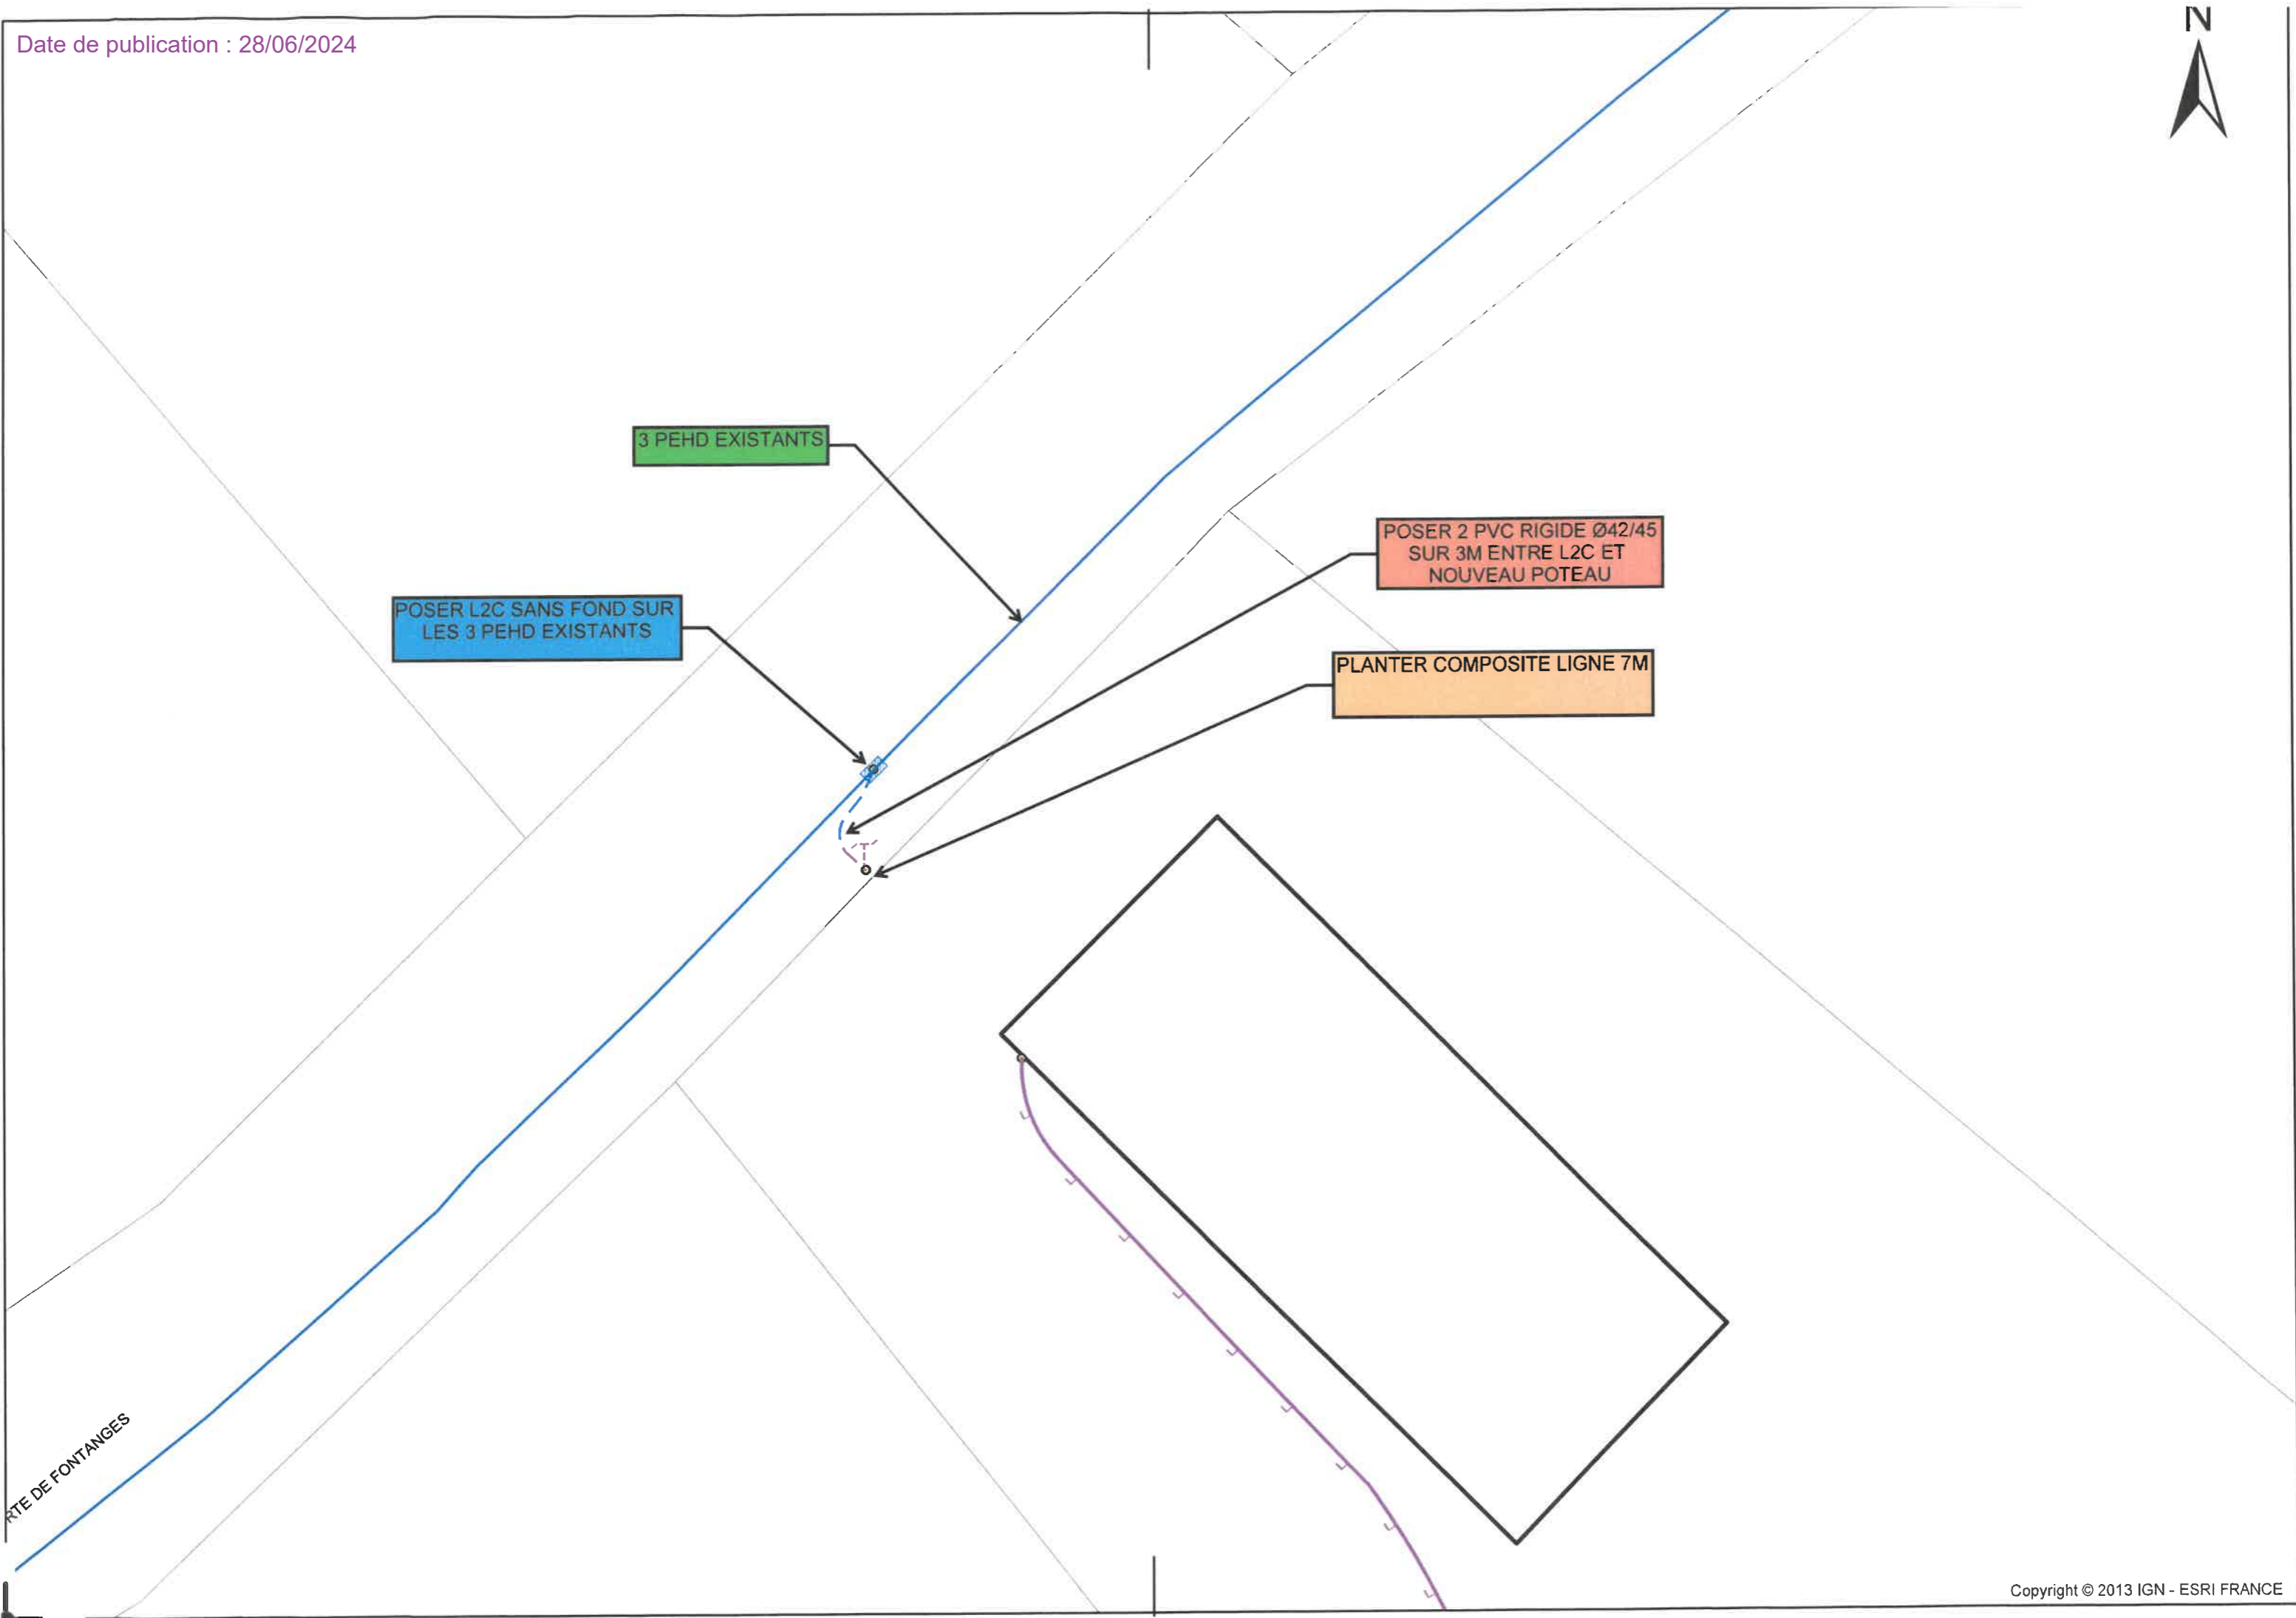 Date de publication : 28/06/2024
N
3 PEHD EXISTANTS
POSER 2 PVC RIGIDE Ø42/45
SUR 3M ENTRE L2C ET
NOUVEAU POTEAU
POSER L2C SANS FOND SUR
LES 3 PEHD EXISTANTS
PLANTER COMPOSITE LIGNE 7M
RTE DE FONTANGES
Copyright © 2013 IGN - ESRI FRANCE